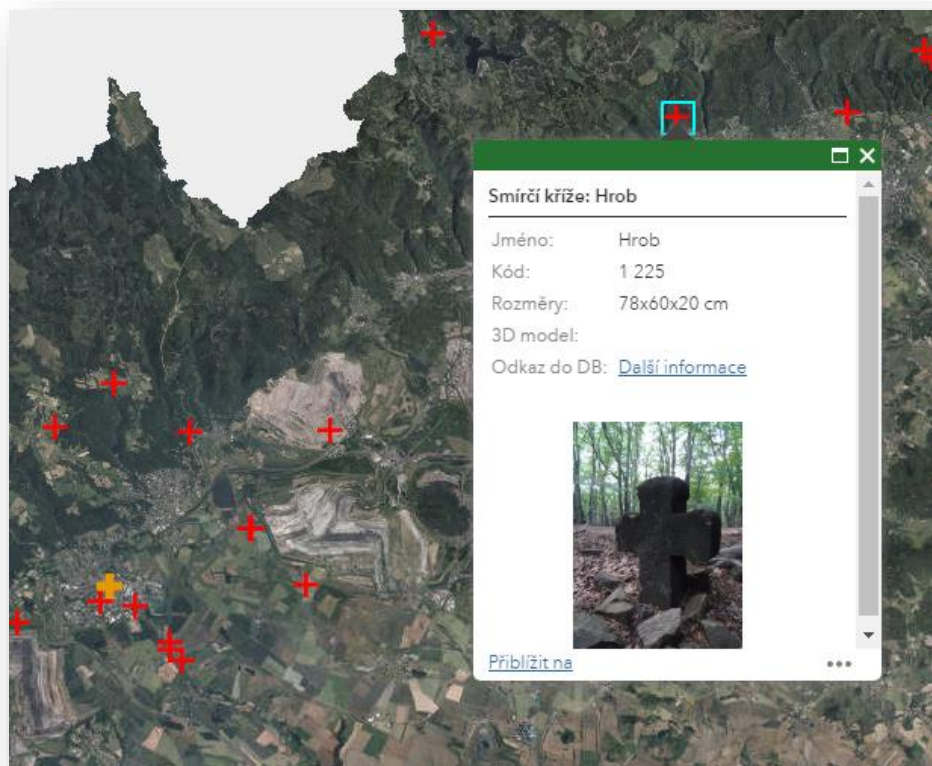 Smírčí kříže: Hrob
Jméno: Hrob
Kód: 1 225
Rozměry: 78x60x20 cm
3D model:
Odkaz do DB: Další informace
Přiblížit na